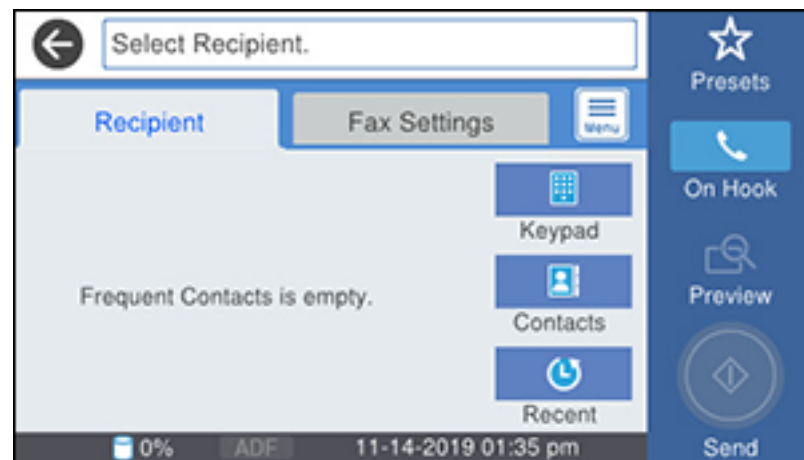 Select Recipient.
Presets
Recipient
Fax Settings
Menu
On Hook
Keypad
Frequent Contacts is empty.
Preview
Contacts
Recent
0%
ADF
11-14-2019 01:35 pm
Send